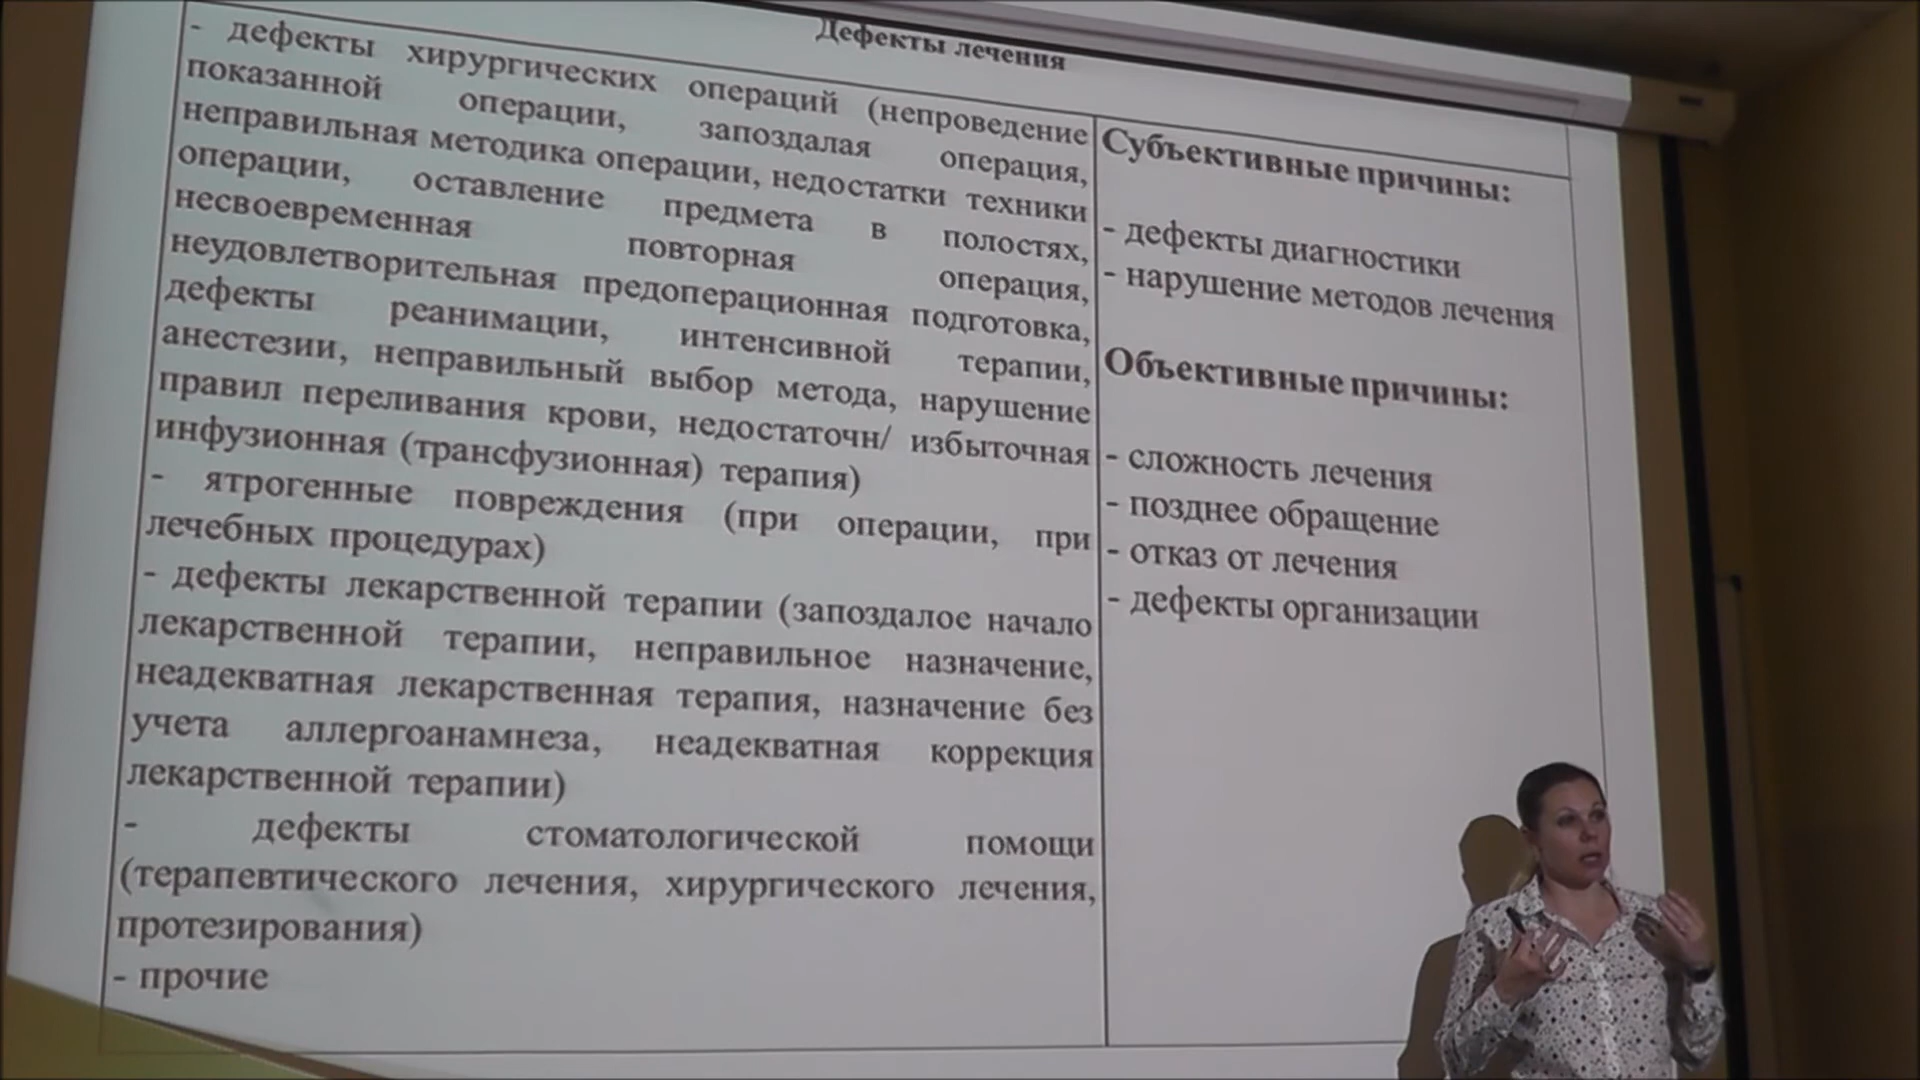 Дефекты лечения
- дефекты хирургических операций (непроведение
показанной операции, запоздалая операция,
неправильная методика операции, недостатки техники
операции, оставление предмета в полостях,
несвоевременная повторная операция,
неудовлетворительная предоперационная подготовка,
дефекты реанимации, интенсивной терапии,
анестезии, неправильный выбор метода, нарушение
правил переливания крови, недостаточн/ избыточная
инфузионная (трансфузионная) терапия)
- ятрогенные повреждения (при операции, при
лечебных процедурах)
- дефекты лекарственной терапии (запоздалое начало
лекарственной терапии, неправильное назначение,
неадекватная лекарственная терапия, назначение без
учета аллергоанамнеза, неадекватная коррекция
лекарственной терапии)
- дефекты стоматологической помощи
(терапевтического лечения, хирургического лечения,
протезирования)
- прочие
Субъективные причины:
- дефекты диагностики
- нарушение методов лечения
Объективные причины:
- сложность лечения
- позднее обращение
- отказ от лечения
- дефекты организации